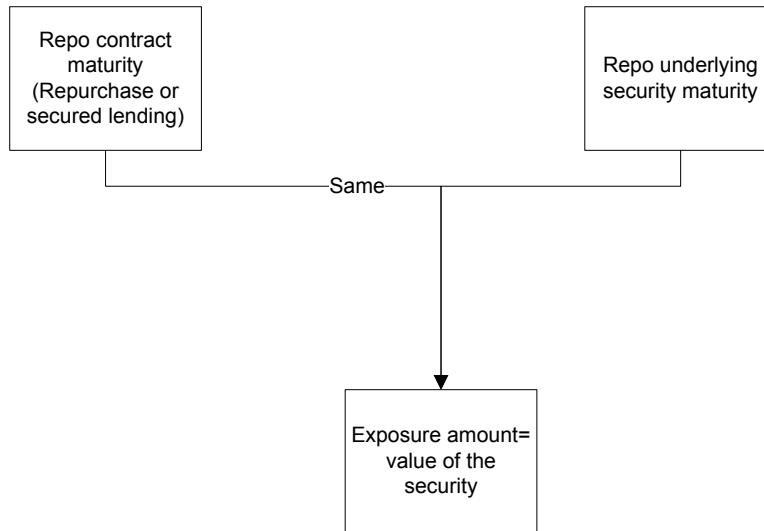 Repo contract
maturity
(Repurchase or
secured lending)
Repo underlying
security maturity
Same
Exposure amount=
value of the
security